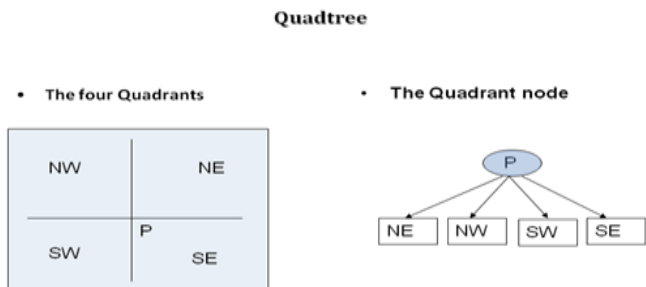 Quadtree
• The four Quadrants
NW NE
P
SW SE
• The Quadrant node
P
NE NW SW SE